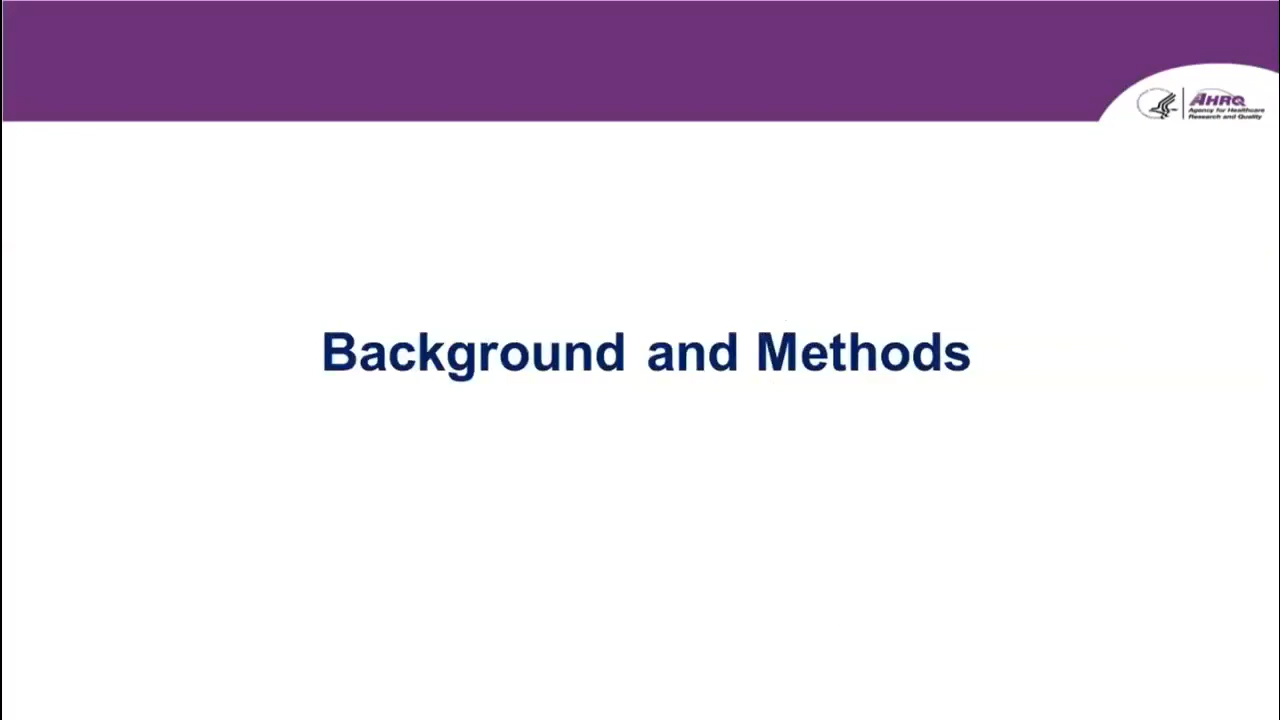 AHRQ
Agency for Healthcare
Research and Quality
Background and Methods